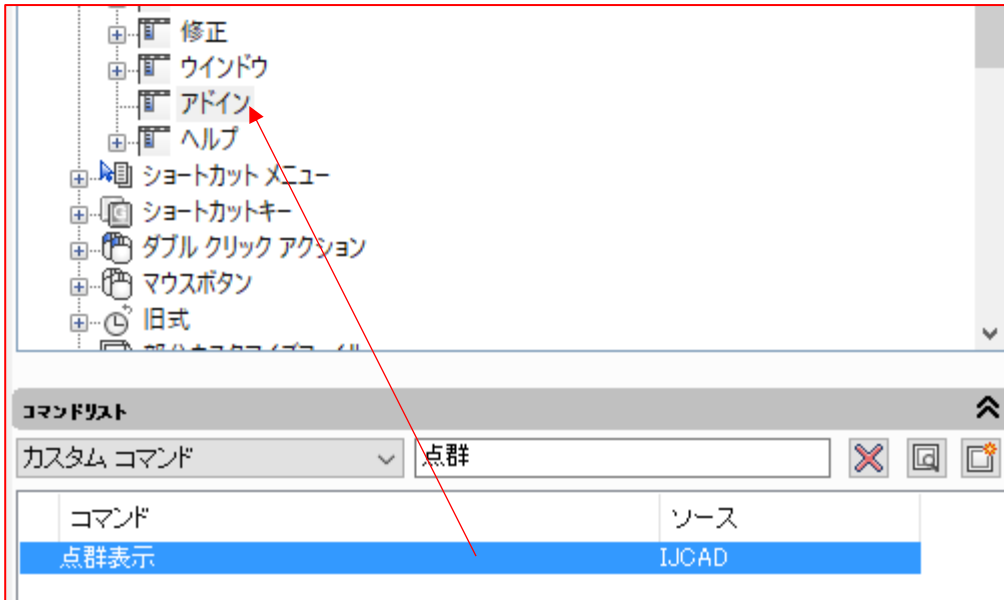 修正
ウインドウ
アドイン
ヘルプ
ショートカット メニュー
ショートカットキー
ダブル クリック アクション
マウスボタン
旧式
コマンドリスト
カスタム コマンド 点群
コマンド ソース
点群表示 IJCAD